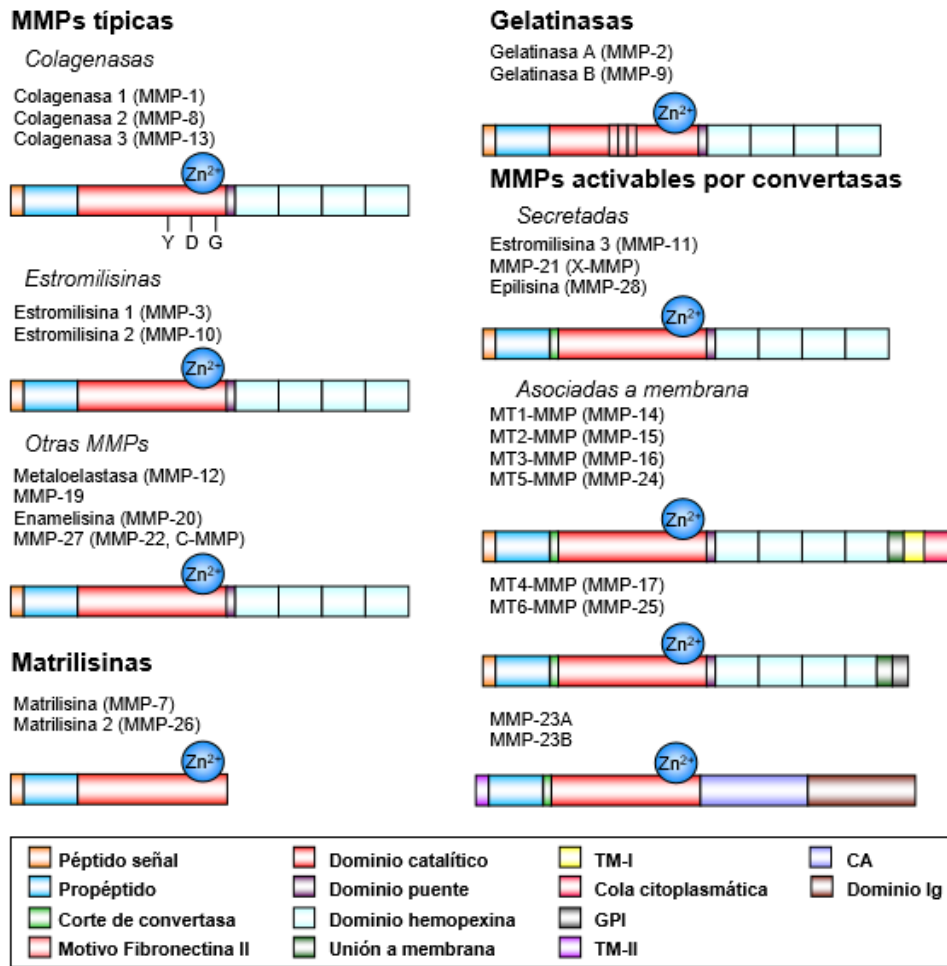 MMPs típicas
Colagenasas
Colagenasa 1 (MMP-1)
Colagenasa 2 (MMP-8)
Colagenasa 3 (MMP-13)
Zn²⁺
Y D G
Estromilisinas
Estromilisina 1 (MMP-3)
Estromilisina 2 (MMP-10)
Zn²⁺
Otras MMPs
Metaloelastasa (MMP-12)
MMP-19
Enamelisina (MMP-20)
MMP-27 (MMP-22, C-MMP)
Zn²⁺
Matrilisinas
Matrilisina (MMP-7)
Matrilisina 2 (MMP-26)
Zn²⁺
Gelatinasas
Gelatinasa A (MMP-2)
Gelatinasa B (MMP-9)
Zn²⁺
MMPs activables por convertasas
Secretadas
Estromilisina 3 (MMP-11)
MMP-21 (X-MMP)
Epilisina (MMP-28)
Zn²⁺
Asociadas a membrana
MT1-MMP (MMP-14)
MT2-MMP (MMP-15)
MT3-MMP (MMP-16)
MT5-MMP (MMP-24)
Zn²⁺
MT4-MMP (MMP-17)
MT6-MMP (MMP-25)
Zn²⁺
MMP-23A
MMP-23B
Zn²⁺
Péptido señal
Propéptido
Corte de convertasa
Motivo Fibronectina II
Dominio catalítico
Dominio puente
Dominio hemopexina
Unión a membrana
TM-I
Cola citoplasmática
GPI
TM-II
CA
Dominio Ig